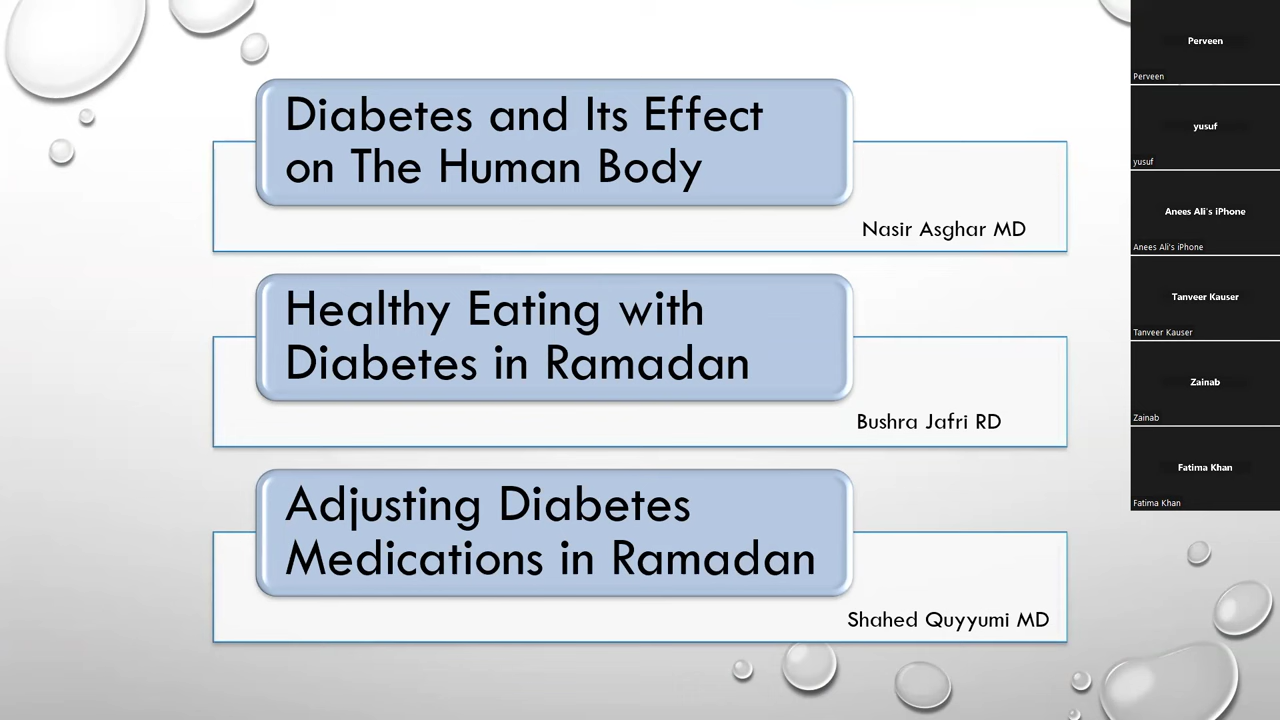 Diabetes and Its Effect
on The Human Body
Nasir Asghar MD
Healthy Eating with
Diabetes in Ramadan
Bushra Jafri RD
Adjusting Diabetes
Medications in Ramadan
Shahed Quyyumi MD
Perveen
Perveen
yusuf
yusuf
Anees Ali's iPhone
Anees Ali's iPhone
Tanveer Kauser
Tanveer Kauser
Zainab
Zainab
Fatima Khan
Fatima Khan